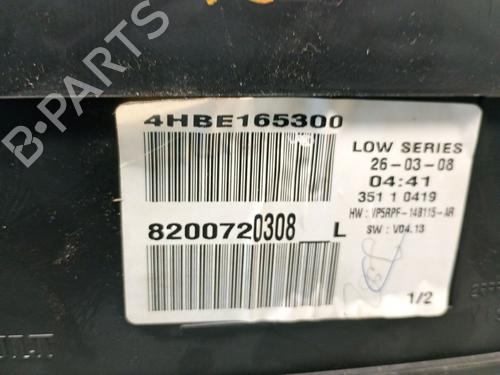 4HBE165300
LOW SERIES
26-03-08
04:41
351 1 0419
HW : VP5RPF-14B115-AR
SW : V04.13
8200720308__L
1/2
B-Parts